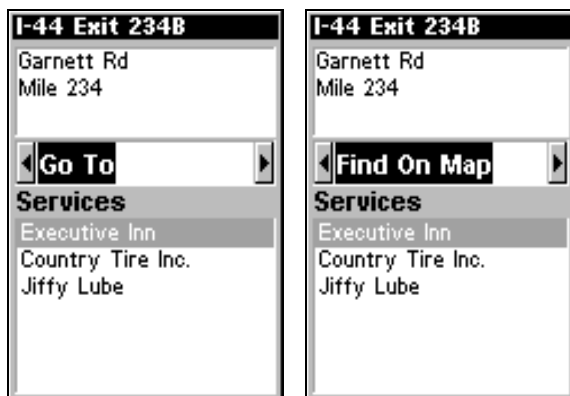 I-44 Exit 234B
Garnett Rd
Mile 234
Go To
Services
Executive Inn
Country Tire Inc.
Jiffy Lube
I-44 Exit 234B
Garnett Rd
Mile 234
Find On Map
Services
Executive Inn
Country Tire Inc.
Jiffy Lube